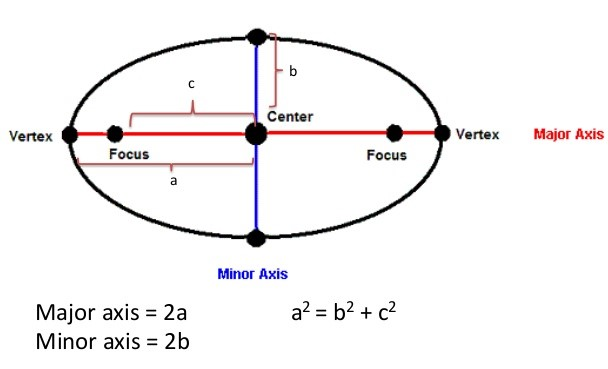 b
c
Center
Vertex
Vertex
Major Axis
Focus
Focus
a
Minor Axis
Major axis = 2a
a² = b² + c²
Minor axis = 2b